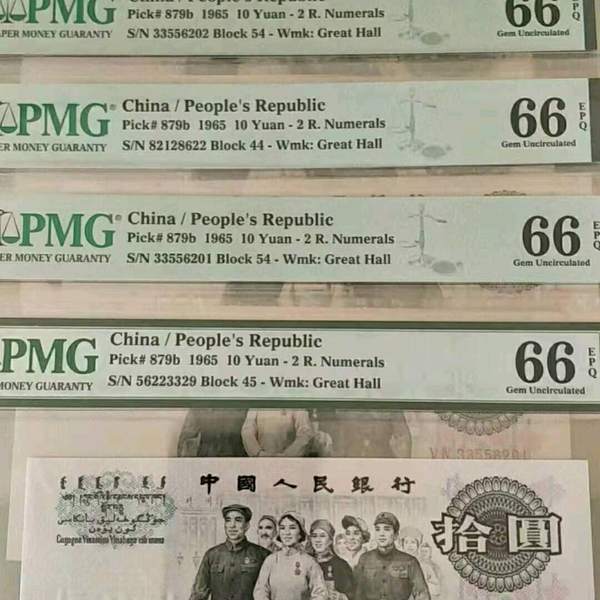 PMG
China / People's Republic
Pick# 879b 1965 10 Yuan - 2 R. Numerals
PER MONEY GUARANTY
S/N 33556202 Block 54 - Wmk: Great Hall
66 EPQ
Gem Uncirculated
PMG
China / People's Republic
Pick# 879b 1965 10 Yuan - 2 R. Numerals
ER MONEY GUARANTY
S/N 82128622 Block 44 - Wmk: Great Hall
66 EPQ
Gem Uncirculated
PMG
China / People's Republic
Pick# 879b 1965 10 Yuan - 2 R. Numerals
ER MONEY GUARANTY
S/N 33556201 Block 54 - Wmk: Great Hall
66 EPQ
Gem Uncirculated
PMG
China / People's Republic
Pick# 879b 1965 10 Yuan - 2 R. Numerals
MONEY GUARANTY
S/N 56223329 Block 45 - Wmk: Great Hall
66 EPQ
Gem Uncirculated
中國人民銀行
拾圓